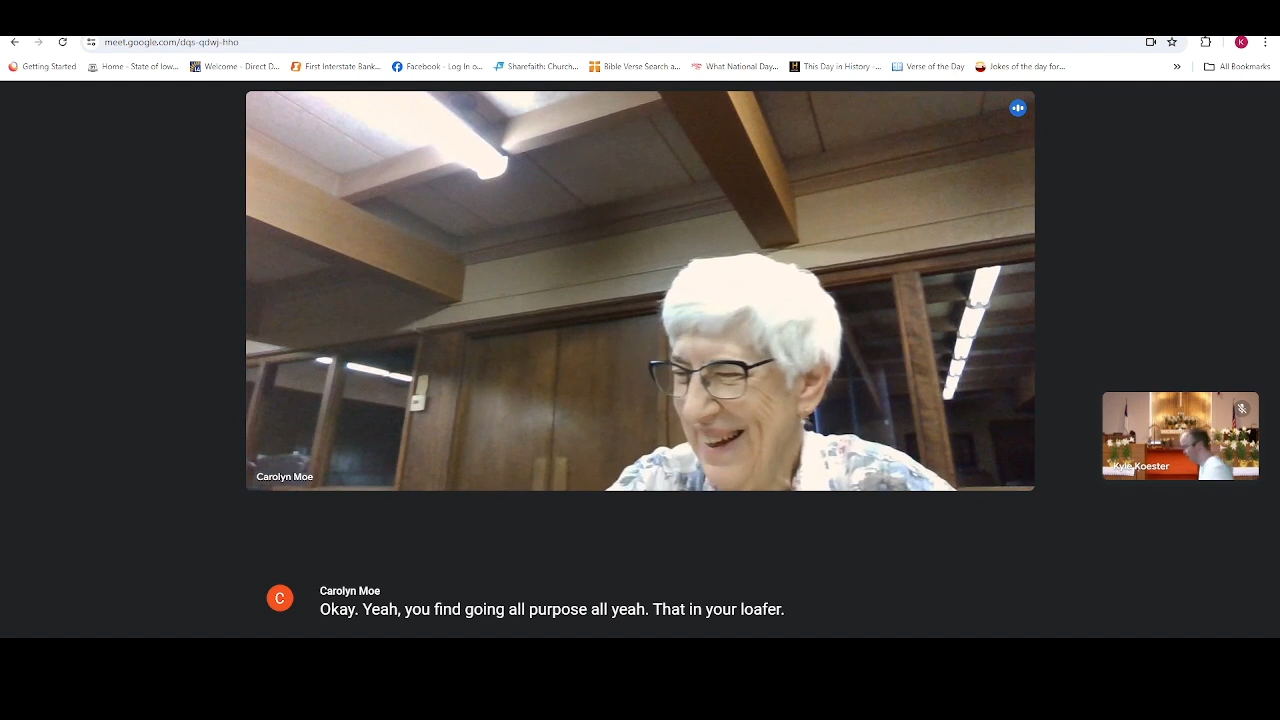 meet.google.com/dqs-qdwj-hho
K
Getting Started
Home - State of Iow...
Welcome - Direct D...
First Interstate Bank...
Facebook - Log In o...
Sharefaith: Church...
Bible Verse Search a...
What National Day...
This Day in History -...
Verse of the Day
Jokes of the day for...
»
All Bookmarks
Carolyn Moe
Kyle Koester
C
Carolyn Moe
Okay. Yeah, you find going all purpose all yeah. That in your loafer.